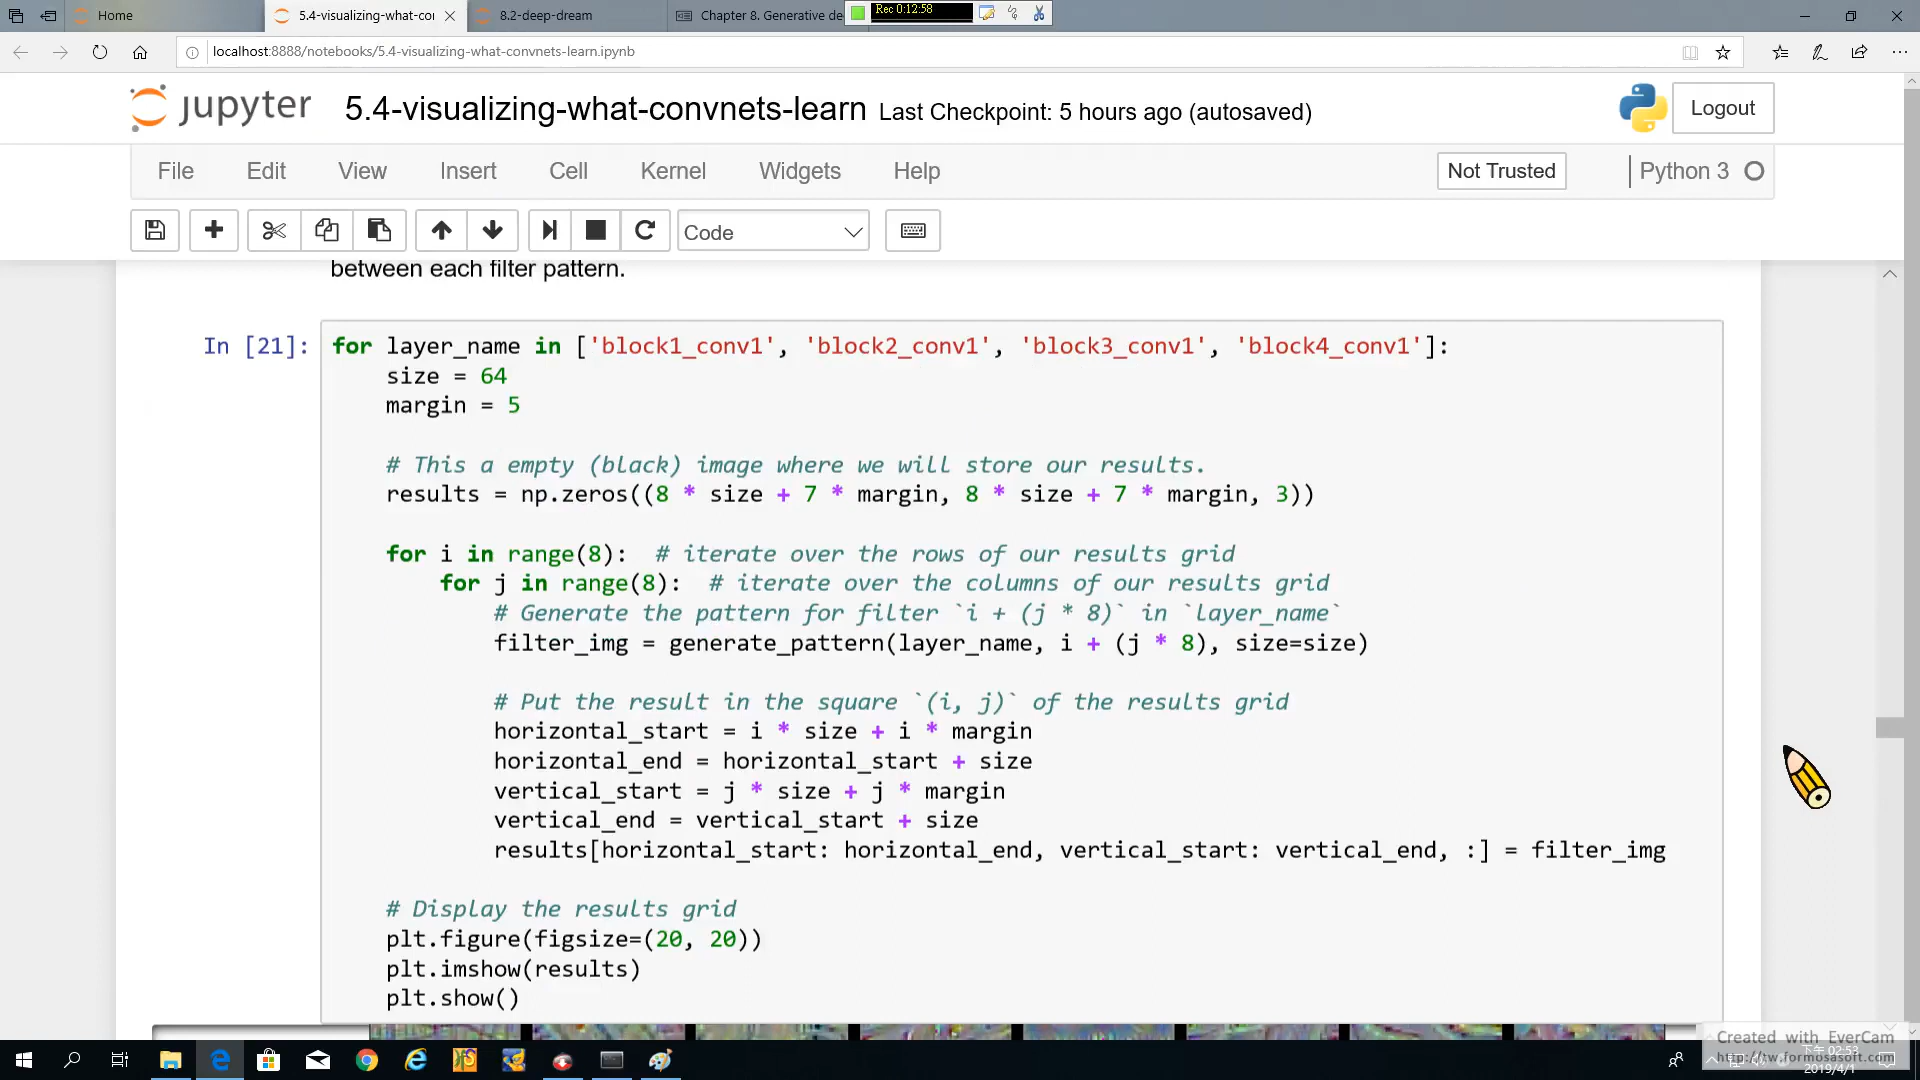 Home
5.4-visualizing-what-cor
8.2-deep-dream
Chapter 8. Generative de
Rec 0:12:58
localhost:8888/notebooks/5.4-visualizing-what-convnets-learn.ipynb
jupyter 5.4-visualizing-what-convnets-learn Last Checkpoint: 5 hours ago (autosaved)
Logout
File Edit View Insert Cell Kernel Widgets Help
Not Trusted
Python 3
Code
between each filter pattern.
In [21]: for layer_name in ['block1_conv1', 'block2_conv1', 'block3_conv1', 'block4_conv1']:
size = 64
margin = 5
# This a empty (black) image where we will store our results.
results = np.zeros((8 * size + 7 * margin, 8 * size + 7 * margin, 3))
for i in range(8):  # iterate over the rows of our results grid
for j in range(8):  # iterate over the columns of our results grid
# Generate the pattern for filter `i + (j * 8)` in `layer_name`
filter_img = generate_pattern(layer_name, i + (j * 8), size=size)
# Put the result in the square `(i, j)` of the results grid
horizontal_start = i * size + i * margin
horizontal_end = horizontal_start + size
vertical_start = j * size + j * margin
vertical_end = vertical_start + size
results[horizontal_start: horizontal_end, vertical_start: vertical_end, :] = filter_img
# Display the results grid
plt.figure(figsize=(20, 20))
plt.imshow(results)
plt.show()
Created with EverCam
http://tw.formosasoft.com
下午 02:53
2019/4/1